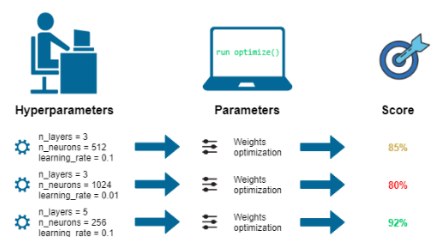 run optimize()
Hyperparameters
Parameters
Score
n_layers = 3
n_neurons = 512
learning_rate = 0.1
Weights
optimization
85%
n_layers = 3
n_neurons = 1024
learning_rate = 0.01
Weights
optimization
80%
n_layers = 5
n_neurons = 256
learning_rate = 0.1
Weights
optimization
92%